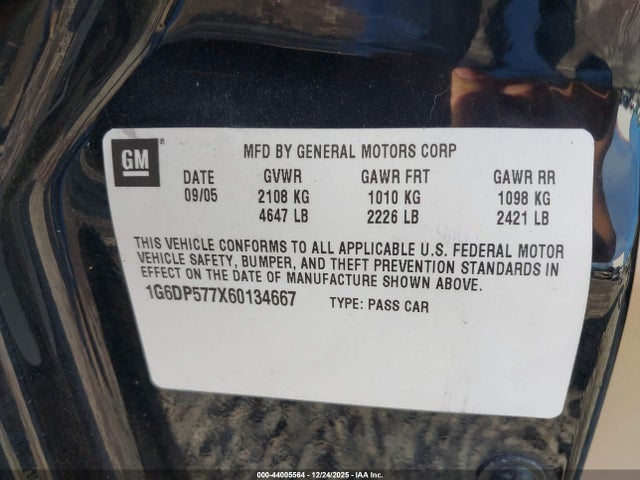 GM ®
MFD BY GENERAL MOTORS CORP
DATE GVWR GAWR FRT GAWR RR
09/05 2108 KG 1010 KG 1098 KG
4647 LB 2226 LB 2421 LB
THIS VEHICLE CONFORMS TO ALL APPLICABLE U.S. FEDERAL MOTOR
VEHICLE SAFETY, BUMPER, AND THEFT PREVENTION STANDARDS IN
EFFECT ON THE DATE OF MANUFACTURE SHOWN ABOVE.
1G6DP577X60134667 TYPE: PASS CAR
000-44005564 | 12/24/2025 - IAA Inc.